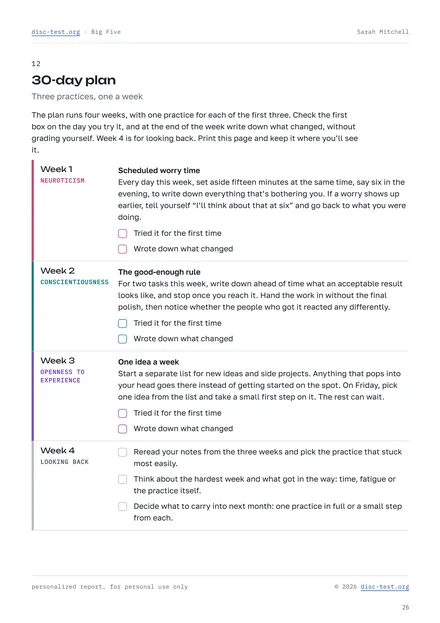 disc-test.org · Big Five
Sarah Mitchell
12
30-day plan
Three practices, one a week
The plan runs four weeks, with one practice for each of the first three. Check the first
box on the day you try it, and at the end of the week write down what changed, without
grading yourself. Week 4 is for looking back. Print this page and keep it where you'll see
it.
Week 1
NEUROTICISM
Scheduled worry time
Every day this week, set aside fifteen minutes at the same time, say six in the
evening, to write down everything that's bothering you. If a worry shows up
earlier, tell yourself “I'll think about that at six” and go back to what you were
doing.
Tried it for the first time
Wrote down what changed
Week 2
CONSCIENTIOUSNESS
The good-enough rule
For two tasks this week, write down ahead of time what an acceptable result
looks like, and stop once you reach it. Hand the work in without the final
polish, then notice whether the people who got it reacted any differently.
Tried it for the first time
Wrote down what changed
Week 3
OPENNESS TO
EXPERIENCE
One idea a week
Start a separate list for new ideas and side projects. Anything that pops into
your head goes there instead of getting started on the spot. On Friday, pick
one idea from the list and take a small first step on it. The rest can wait.
Tried it for the first time
Wrote down what changed
Week 4
LOOKING BACK
Reread your notes from the three weeks and pick the practice that stuck
most easily.
Think about the hardest week and what got in the way: time, fatigue or
the practice itself.
Decide what to carry into next month: one practice in full or a small step
from each.
personalized report, for personal use only
© 2026 disc-test.org
26